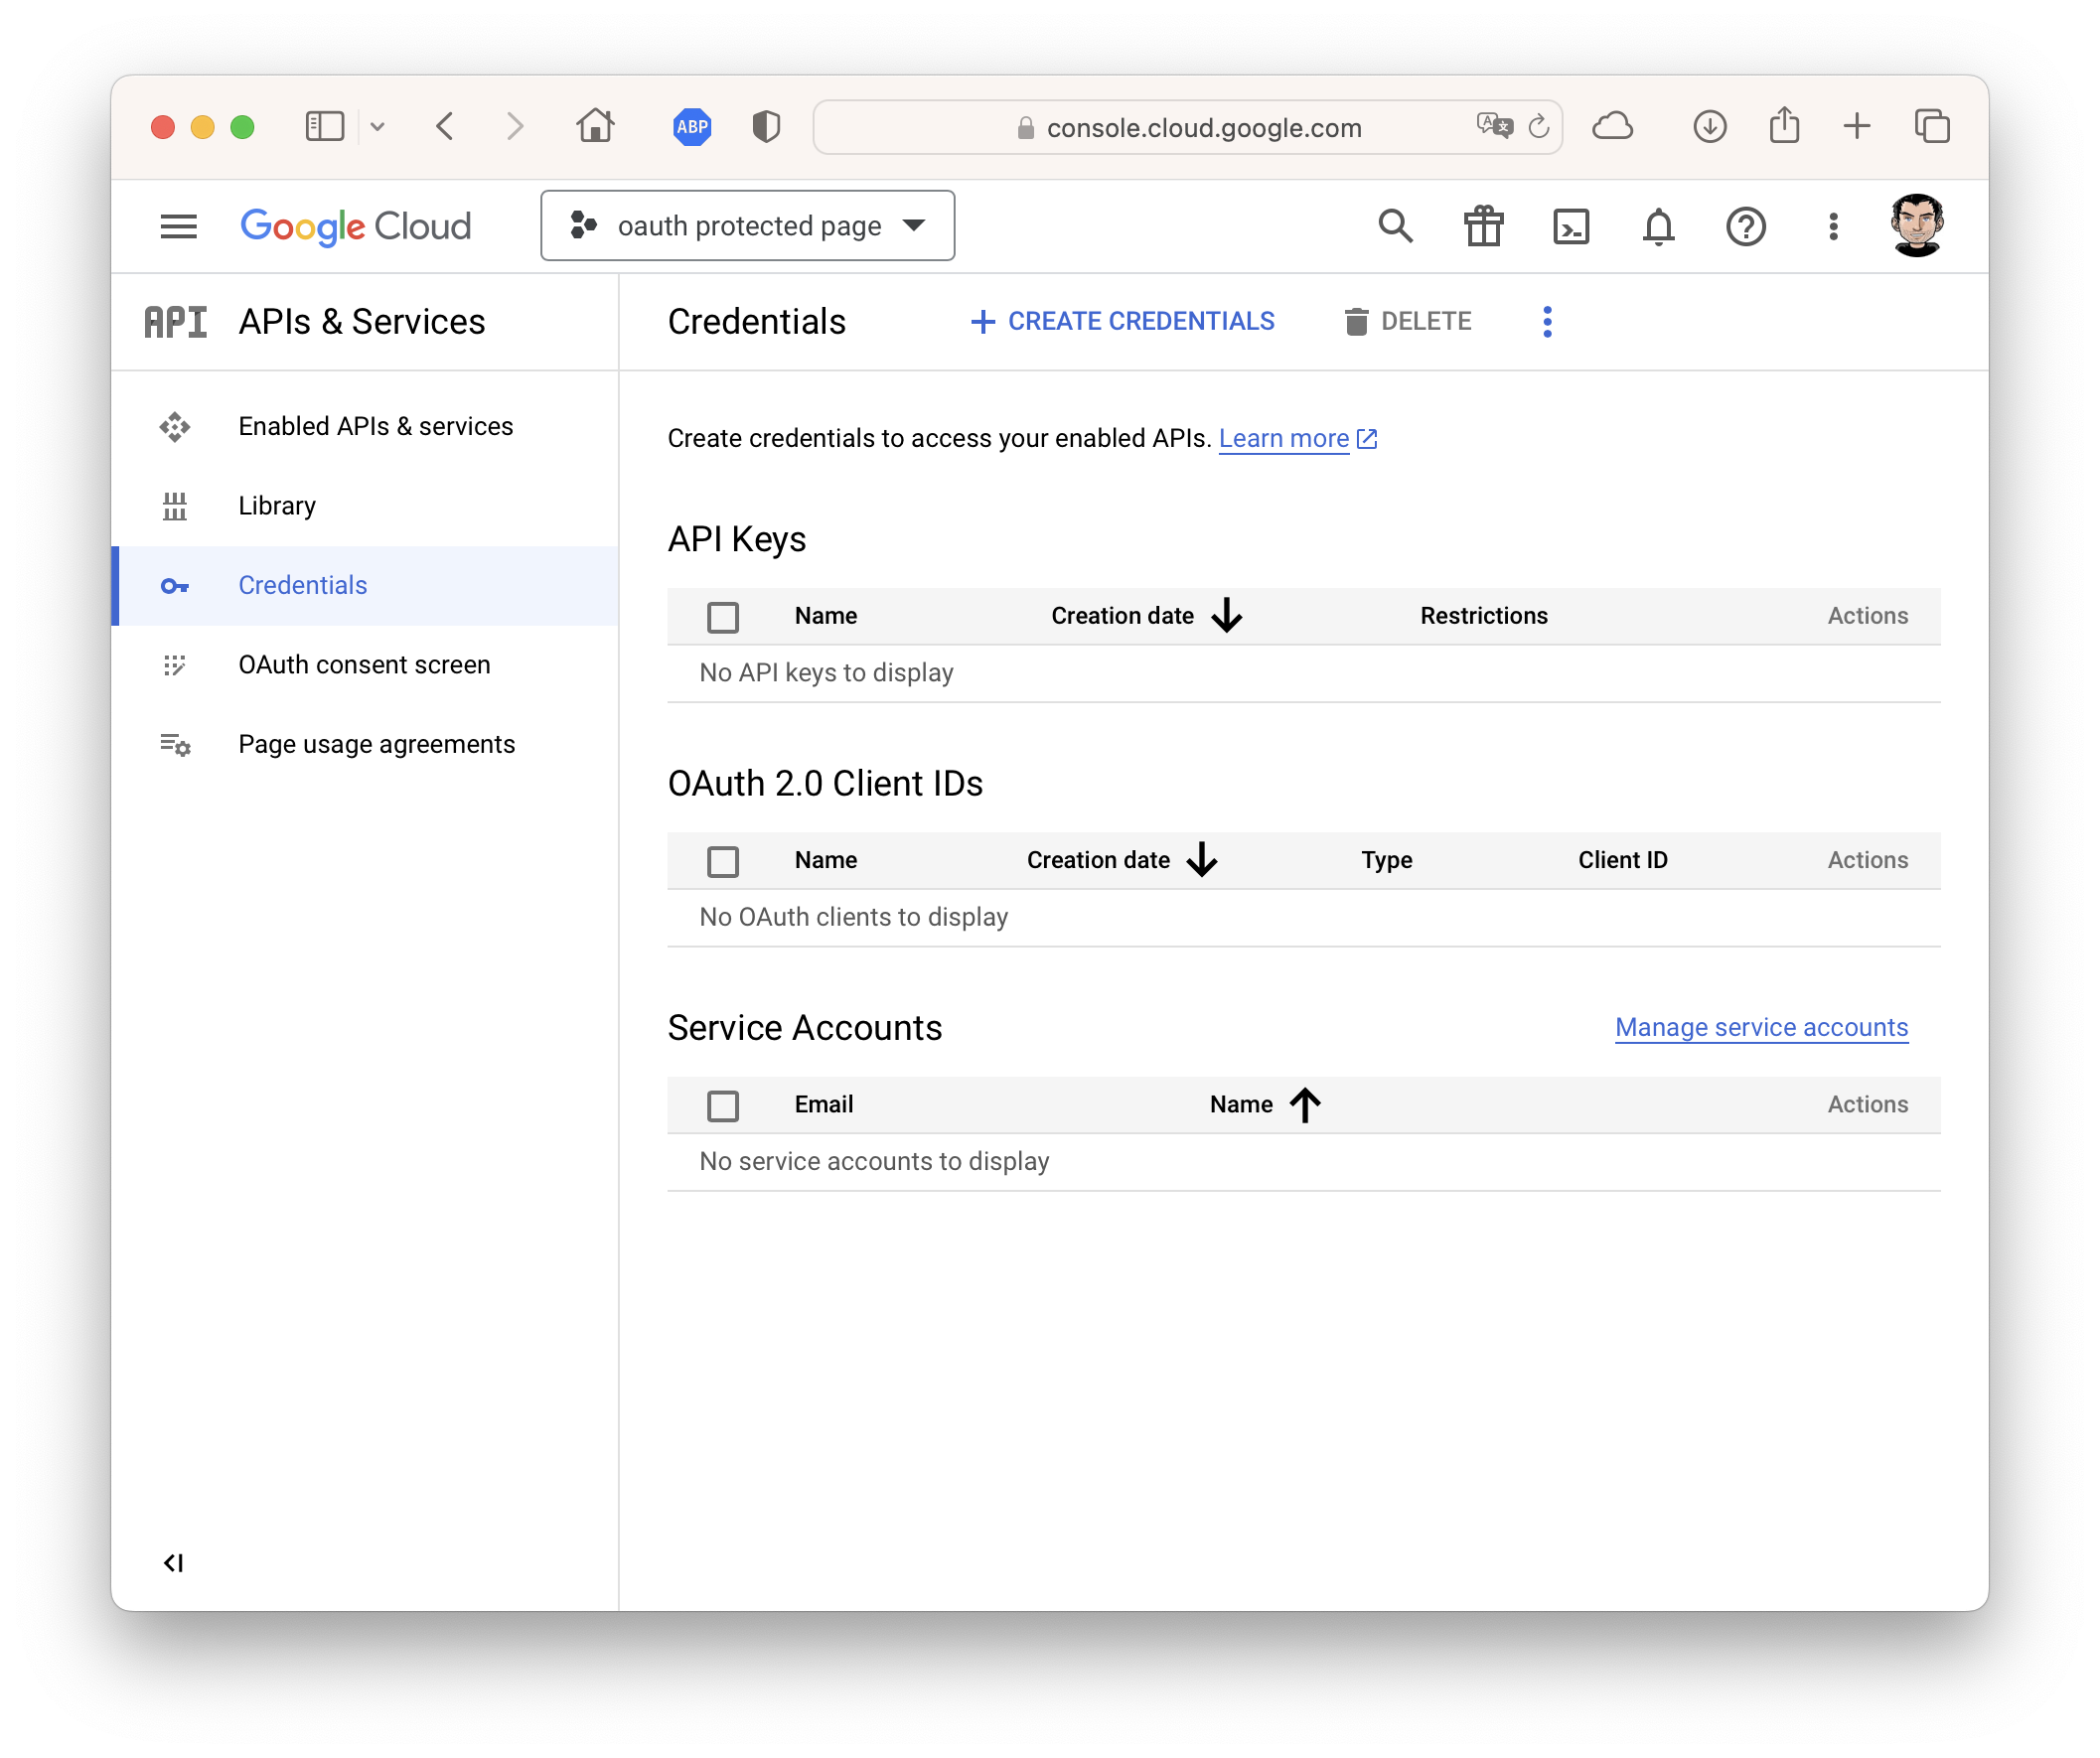 ABP
console.cloud.google.com
Google Cloud
oauth protected page
API APIs & Services
Credentials
CREATE CREDENTIALS
DELETE
Enabled APIs & services
Library
Credentials
OAuth consent screen
Page usage agreements
Create credentials to access your enabled APIs. Learn more
API Keys
Name Creation date Restrictions Actions
No API keys to display
OAuth 2.0 Client IDs
Name Creation date Type Client ID Actions
No OAuth clients to display
Service Accounts
Manage service accounts
Email Name Actions
No service accounts to display